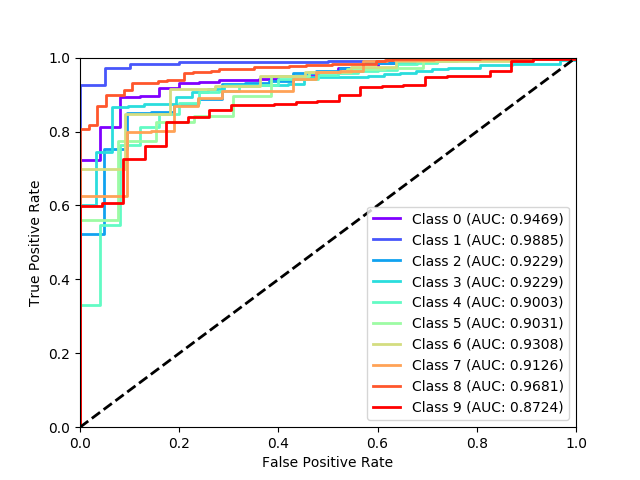 1.0
0.8
0.6
0.4
0.2
0.0
True Positive Rate
Class 0 (AUC: 0.9469)
Class 1 (AUC: 0.9885)
Class 2 (AUC: 0.9229)
Class 3 (AUC: 0.9229)
Class 4 (AUC: 0.9003)
Class 5 (AUC: 0.9031)
Class 6 (AUC: 0.9308)
Class 7 (AUC: 0.9126)
Class 8 (AUC: 0.9681)
Class 9 (AUC: 0.8724)
0.0 0.2 0.4 0.6 0.8 1.0
False Positive Rate